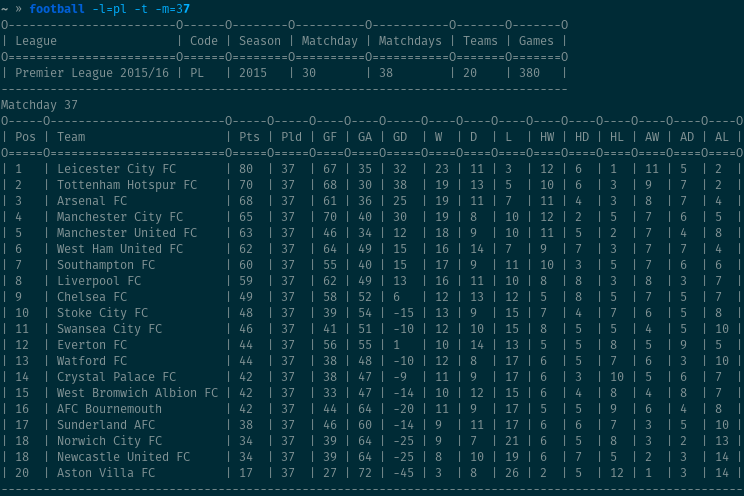 ~ » football -l=pl -t -m=37
O------------------------O------O--------O----------O-----------O-------O-------O
| League                 | Code | Season | Matchday | Matchdays | Teams | Games |
O========================O======O========O==========O===========O=======O=======O
| Premier League 2015/16 | PL   | 2015   | 30       | 38        | 20    | 380   |
---------------------------------------------------------------------------------
Matchday 37
O-----O-------------------------O-----O-----O----O----O-----O----O----O----O----O----O----O----O----O----O
| Pos | Team                    | Pts | Pld | GF | GA | GD  | W  | D  | L  | HW | HD | HL | AW | AD | AL |
O=====O=========================O=====O=====O====O====O=====O====O====O====O====O====O====O====O====O====O
| 1   | Leicester City FC       | 80  | 37  | 67 | 35 | 32  | 23 | 11 | 3  | 12 | 6  | 1  | 11 | 5  | 2  |
| 2   | Tottenham Hotspur FC    | 70  | 37  | 68 | 30 | 38  | 19 | 13 | 5  | 10 | 6  | 3  | 9  | 7  | 2  |
| 3   | Arsenal FC              | 68  | 37  | 61 | 36 | 25  | 19 | 11 | 7  | 11 | 4  | 3  | 8  | 7  | 4  |
| 4   | Manchester City FC      | 65  | 37  | 70 | 40 | 30  | 19 | 8  | 10 | 12 | 2  | 5  | 7  | 6  | 5  |
| 5   | Manchester United FC    | 63  | 37  | 46 | 34 | 12  | 18 | 9  | 10 | 11 | 5  | 2  | 7  | 4  | 8  |
| 6   | West Ham United FC      | 62  | 37  | 64 | 49 | 15  | 16 | 14 | 7  | 9  | 7  | 3  | 7  | 7  | 4  |
| 7   | Southampton FC          | 60  | 37  | 55 | 40 | 15  | 17 | 9  | 11 | 10 | 3  | 5  | 7  | 6  | 6  |
| 8   | Liverpool FC            | 59  | 37  | 62 | 49 | 13  | 16 | 11 | 10 | 8  | 8  | 3  | 8  | 3  | 7  |
| 9   | Chelsea FC              | 49  | 37  | 58 | 52 | 6   | 12 | 13 | 12 | 5  | 8  | 5  | 7  | 5  | 7  |
| 10  | Stoke City FC           | 48  | 37  | 39 | 54 | -15 | 13 | 9  | 15 | 7  | 4  | 7  | 6  | 5  | 8  |
| 11  | Swansea City FC         | 46  | 37  | 41 | 51 | -10 | 12 | 10 | 15 | 8  | 5  | 5  | 4  | 5  | 10 |
| 12  | Everton FC              | 44  | 37  | 56 | 55 | 1   | 10 | 14 | 13 | 5  | 5  | 8  | 5  | 9  | 5  |
| 13  | Watford FC              | 44  | 37  | 38 | 48 | -10 | 12 | 8  | 17 | 6  | 5  | 7  | 6  | 3  | 10 |
| 14  | Crystal Palace FC       | 42  | 37  | 38 | 47 | -9  | 11 | 9  | 17 | 6  | 3  | 10 | 5  | 6  | 7  |
| 15  | West Bromwich Albion FC | 42  | 37  | 33 | 47 | -14 | 10 | 12 | 15 | 6  | 4  | 8  | 4  | 8  | 7  |
| 16  | AFC Bournemouth         | 42  | 37  | 44 | 64 | -20 | 11 | 9  | 17 | 5  | 5  | 9  | 6  | 4  | 8  |
| 17  | Sunderland AFC          | 38  | 37  | 46 | 60 | -14 | 9  | 11 | 17 | 6  | 6  | 7  | 3  | 5  | 10 |
| 18  | Norwich City FC         | 34  | 37  | 39 | 64 | -25 | 9  | 7  | 21 | 6  | 5  | 8  | 3  | 2  | 13 |
| 18  | Newcastle United FC     | 34  | 37  | 39 | 64 | -25 | 8  | 10 | 19 | 6  | 7  | 5  | 2  | 3  | 14 |
| 20  | Aston Villa FC          | 17  | 37  | 27 | 72 | -45 | 3  | 8  | 26 | 2  | 5  | 12 | 1  | 3  | 14 |
----------------------------------------------------------------------------------------------------------